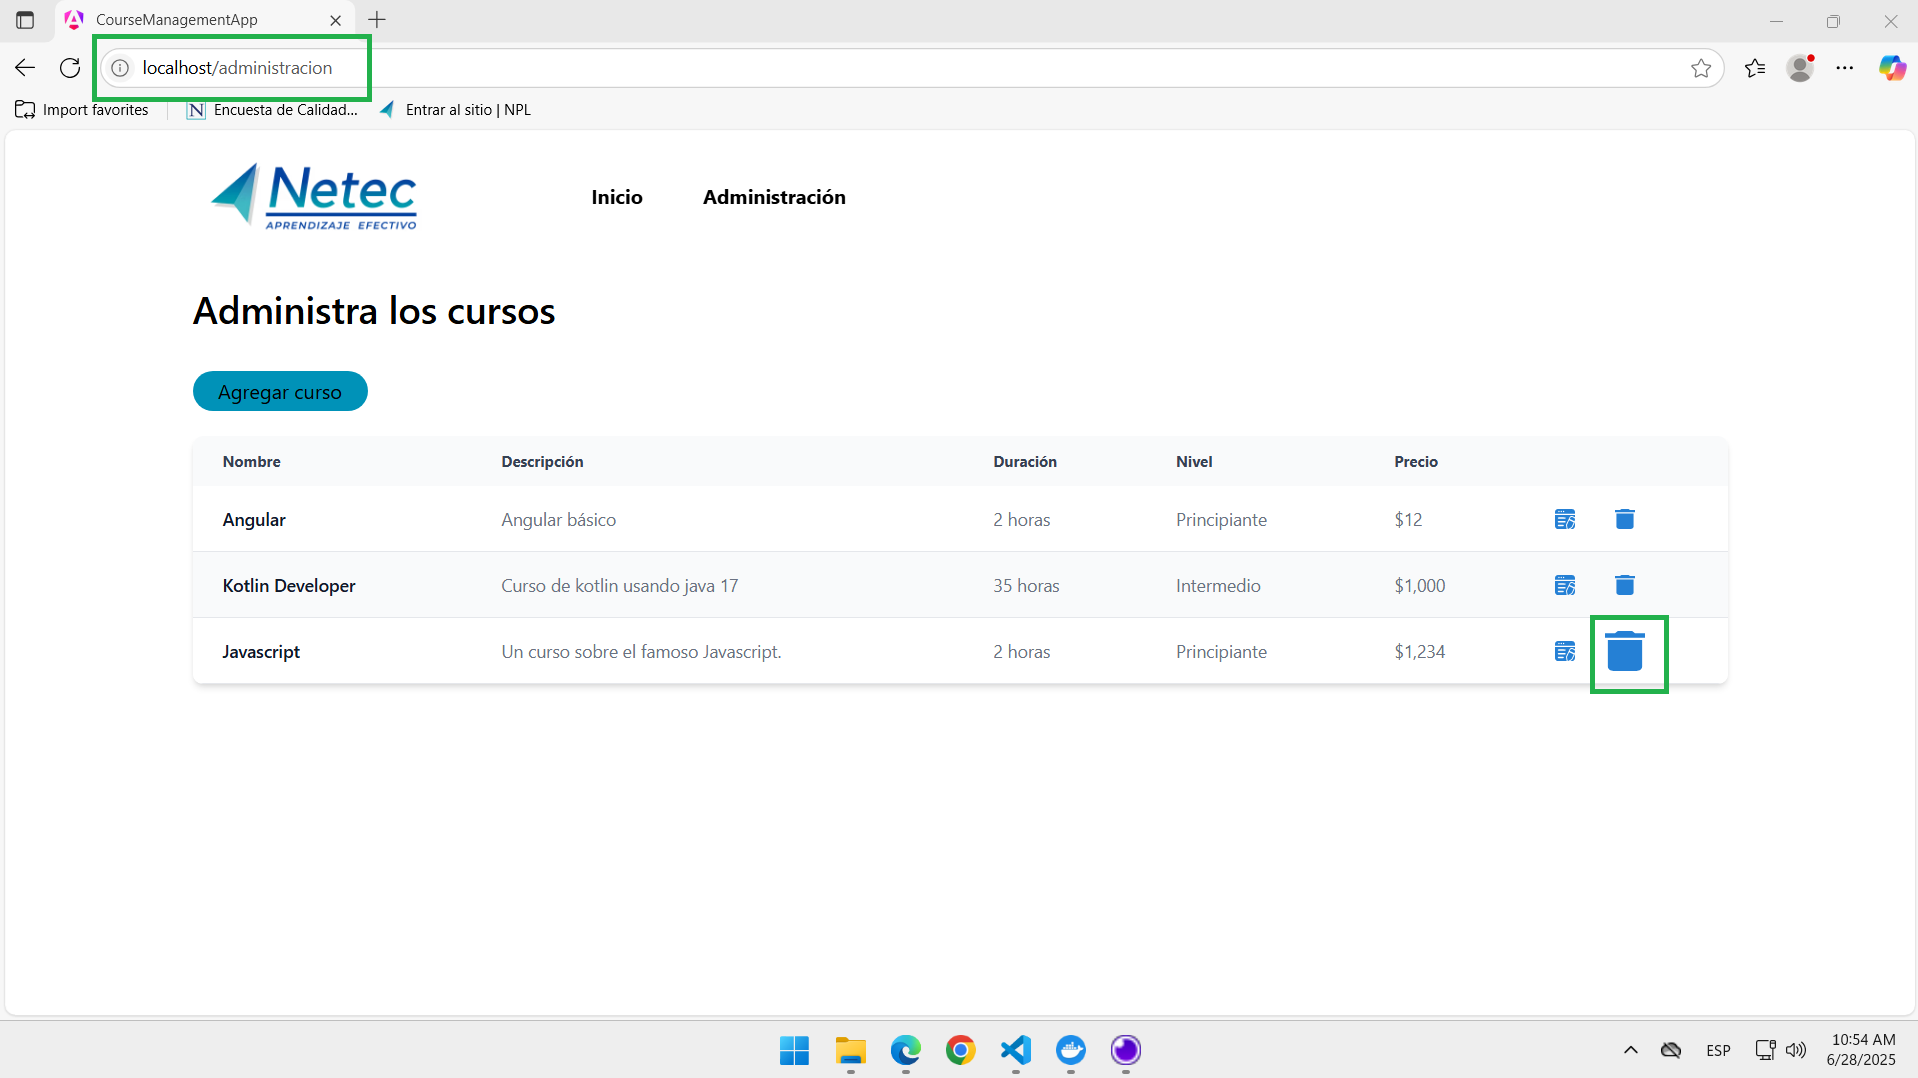 CourseManagementApp
localhost/administracion
Import favorites
Encuesta de Calidad...
Entrar al sitio | NPL
Netec
APRENDIZAJE EFECTIVO
Inicio
Administración
Administra los cursos
Agregar curso
Nombre Descripción Duración Nivel Precio
Angular Angular básico 2 horas Principiante $12
Kotlin Developer Curso de kotlin usando java 17 35 horas Intermedio $1,000
Javascript Un curso sobre el famoso Javascript. 2 horas Principiante $1,234
ESP
10:54 AM
6/28/2025